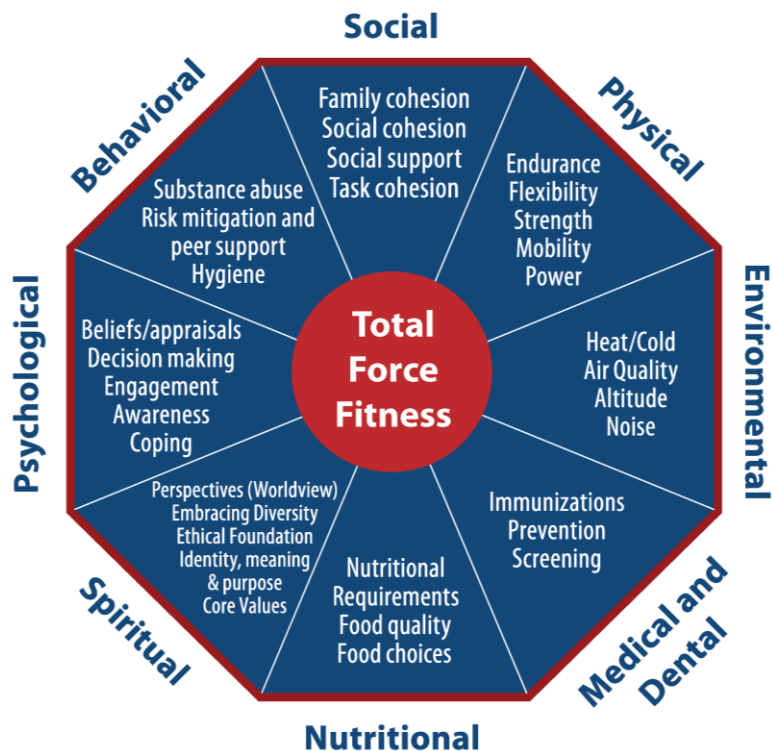 Social
Family cohesion
Social cohesion
Social support
Task cohesion
Physical
Endurance
Flexibility
Strength
Mobility
Power
Environmental
Heat/Cold
Air Quality
Altitude
Noise
Medical and
Dental
Immunizations
Prevention
Screening
Nutritional
Nutritional
Requirements
Food quality
Food choices
Spiritual
Perspectives (Worldview)
Embracing Diversity
Ethical Foundation
Identity, meaning
& purpose
Core Values
Psychological
Beliefs/appraisals
Decision making
Engagement
Awareness
Coping
Behavioral
Substance abuse
Risk mitigation and
peer support
Hygiene
Total
Force
Fitness